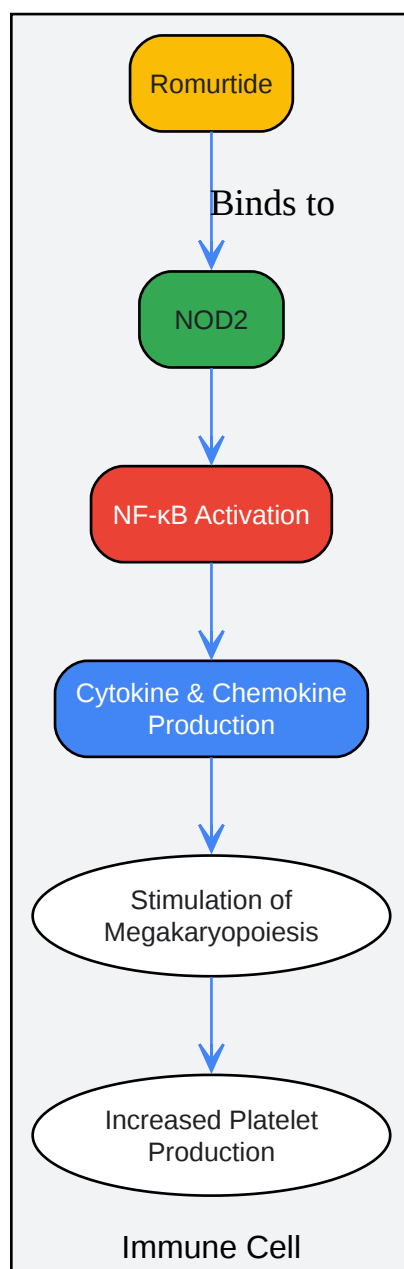 Romurtide
Binds to
NOD2
NF-κB Activation
Cytokine & Chemokine
Production
Stimulation of
Megakaryopoiesis
Increased Platelet
Production
Immune Cell